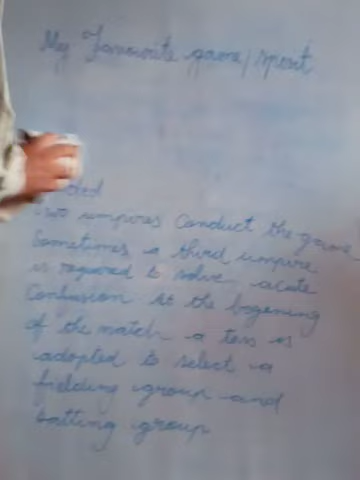 My Favourite game/sport
Two umpires conduct the game
Sometimes a third umpire
is required to solve acute
Confusion. At the begening
of the match a toss is
adopted to select a
fielding group and
batting group